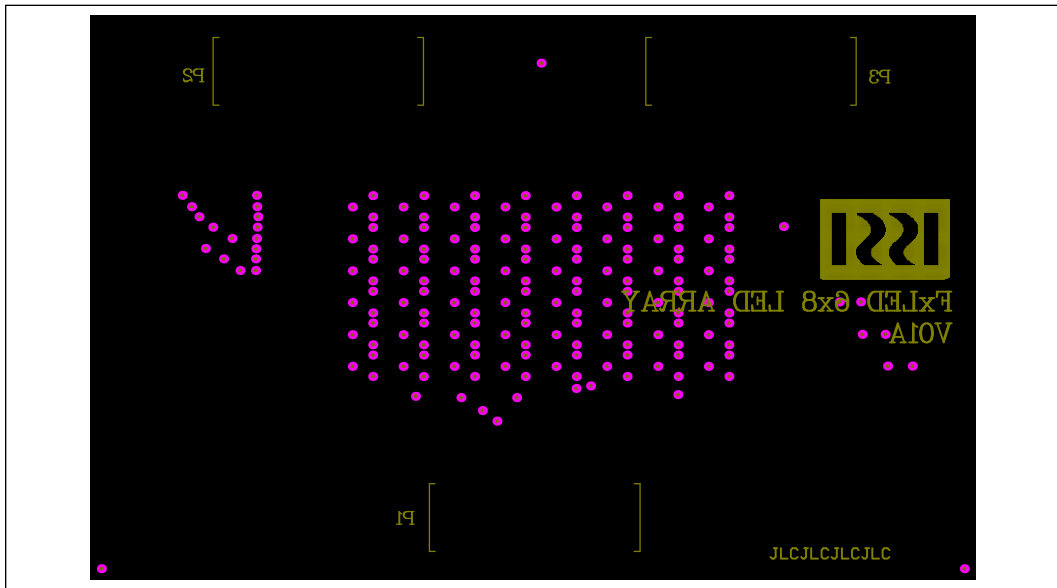 P2
P3
ISSI
FxLED 6x8 LED ARRAY
V01A
P1
JLCJLCJLCJLC